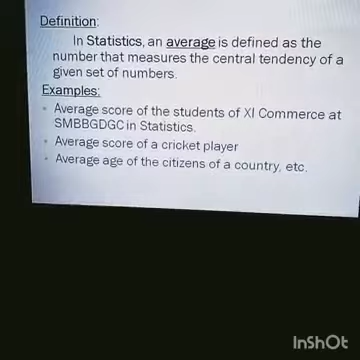 Definition:
In Statistics, an average is defined as the
number that measures the central tendency of a
given set of numbers.
Examples:
Average score of the students of XI Commerce at
SMBBGDGC in Statistics.
Average score of a cricket player
Average age of the citizens of a country, etc.
InShOt